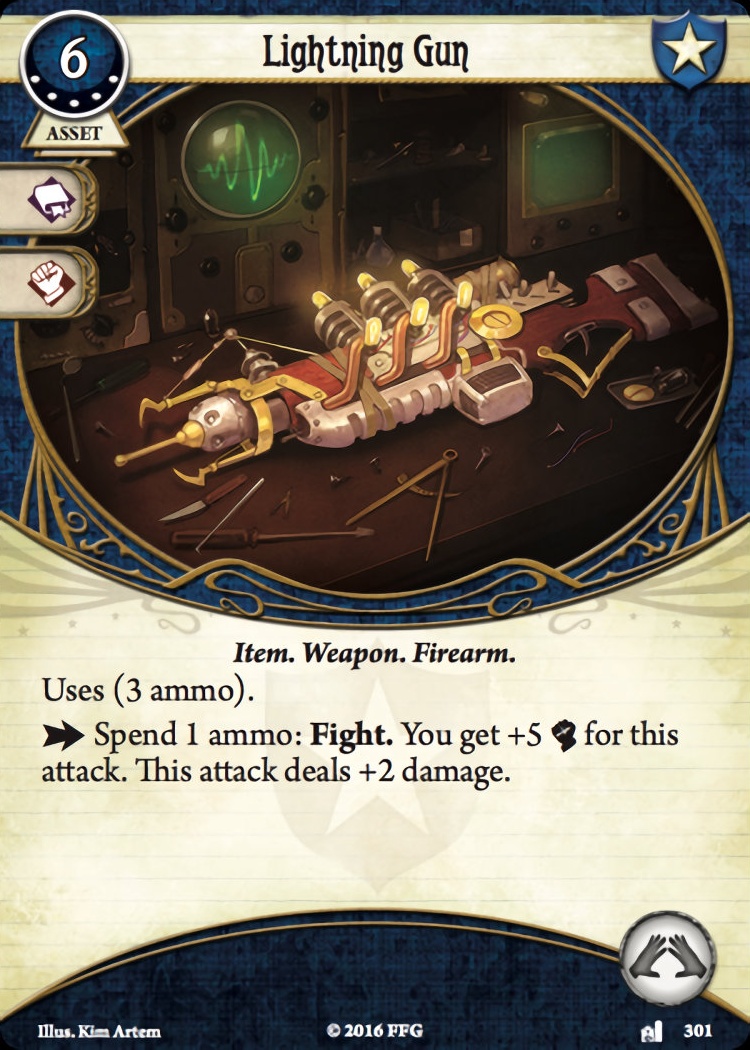 6
Lightning Gun
ASSET
Item. Weapon. Firearm.
Uses (3 ammo).
Spend 1 ammo: Fight. You get +5 for this
attack. This attack deals +2 damage.
Illus. Kim Artem
© 2016 FFG
301